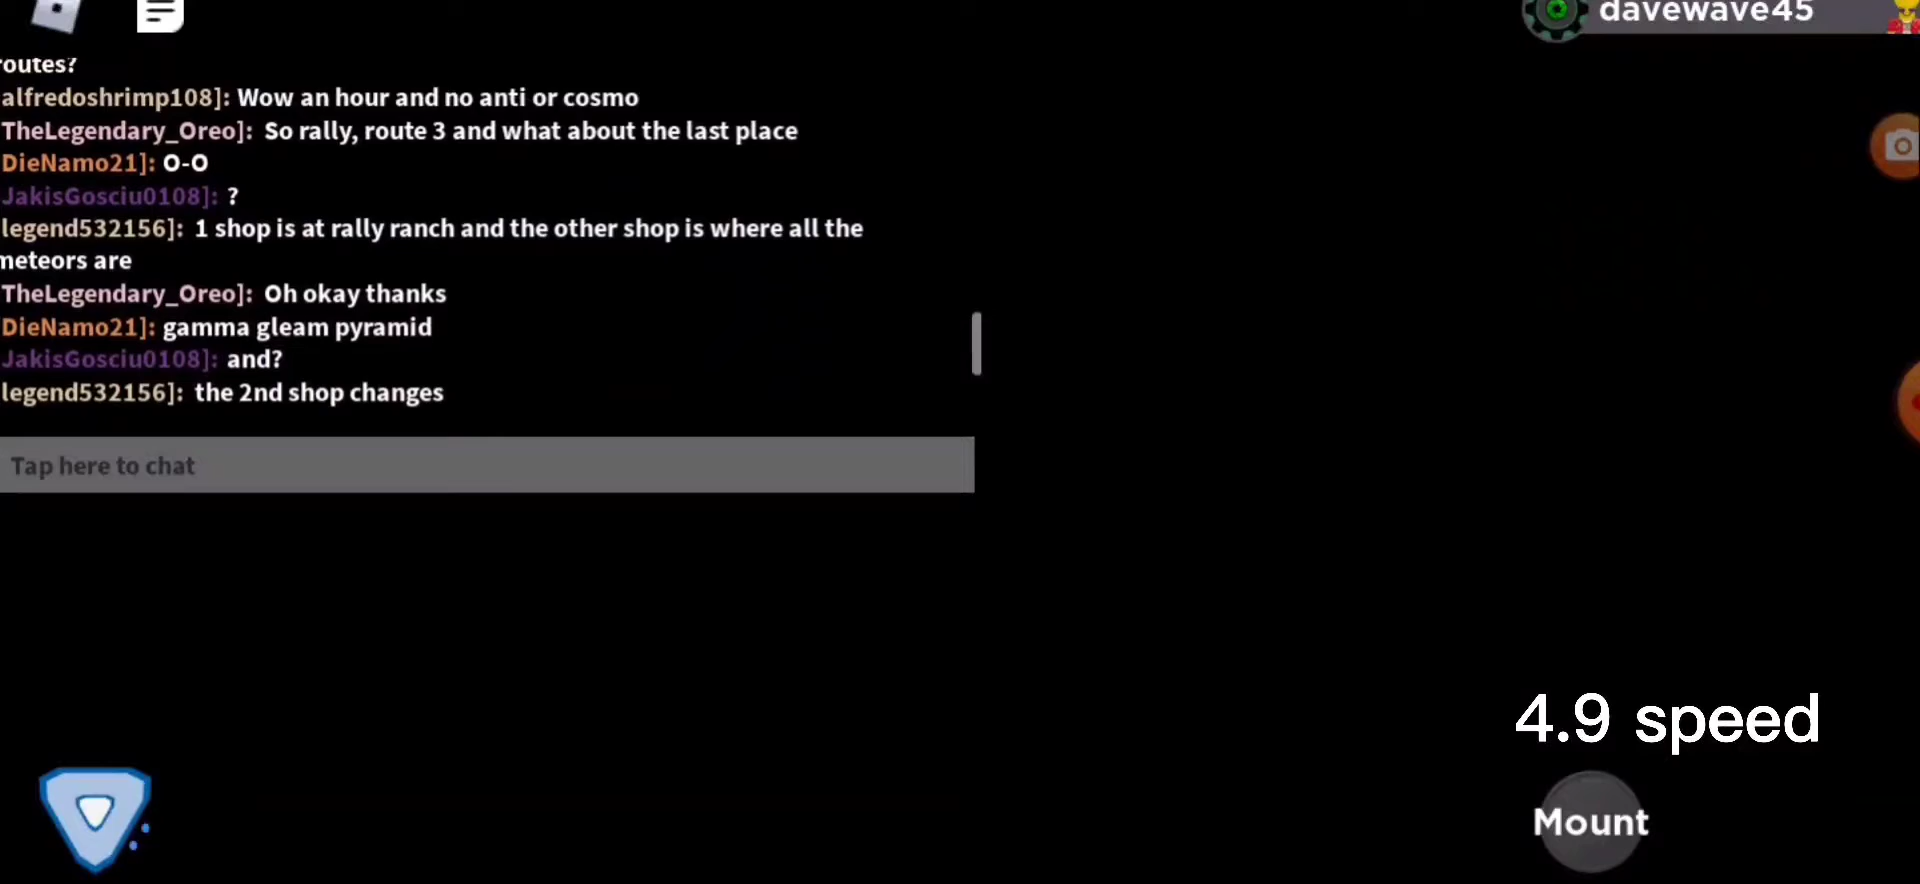 davewave45
routes?
alfredoshrimp108]: Wow an hour and no anti or cosmo
TheLegendary_Oreo]: So rally, route 3 and what about the last place
DieNamo21]: O-O
JakisGosciu0108]: ?
legend532156]: 1 shop is at rally ranch and the other shop is where all the
meteors are
TheLegendary_Oreo]: Oh okay thanks
DieNamo21]: gamma gleam pyramid
JakisGosciu0108]: and?
legend532156]: the 2nd shop changes
Tap here to chat
4.9 speed
Mount